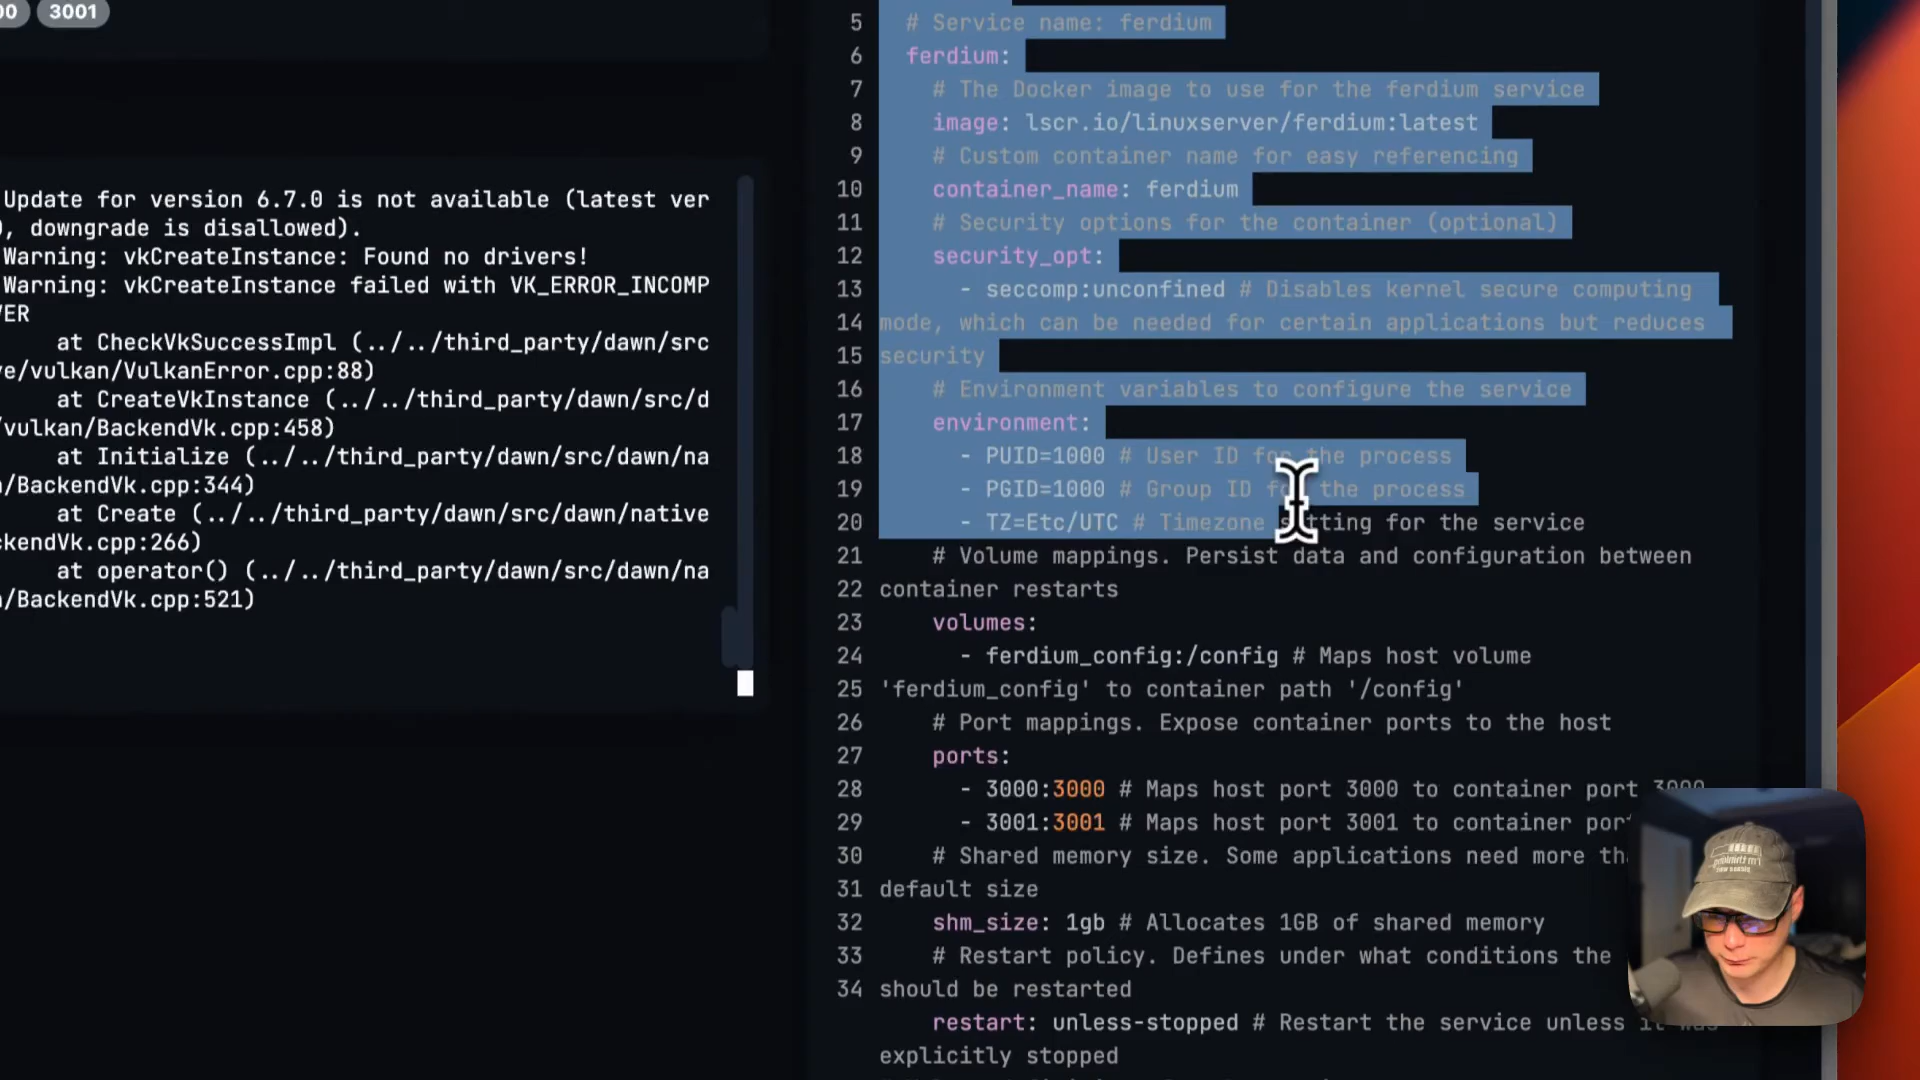 00 3001
Update for version 6.7.0 is not available (latest ver
, downgrade is disallowed).
Warning: vkCreateInstance: Found no drivers!
Warning: vkCreateInstance failed with VK_ERROR_INCOMP
ER
at CheckVkSuccessImpl (../../third_party/dawn/src
e/vulkan/VulkanError.cpp:88)
at CreateVkInstance (../../third_party/dawn/src/d
vulkan/BackendVk.cpp:458)
at Initialize (../../third_party/dawn/src/dawn/na
/BackendVk.cpp:344)
at Create (../../third_party/dawn/src/dawn/native
kendVk.cpp:266)
at operator() (../../third_party/dawn/src/dawn/na
/BackendVk.cpp:521)
5 # Service name: ferdium
6 ferdium:
7 # The Docker image to use for the ferdium service
8 image: lscr.io/linuxserver/ferdium:latest
9 # Custom container name for easy referencing
10 container_name: ferdium
11 # Security options for the container (optional)
12 security_opt:
13 - seccomp:unconfined # Disables kernel secure computing
14 mode, which can be needed for certain applications but reduces
15 security
16 # Environment variables to configure the service
17 environment:
18 - PUID=1000 # User ID for the process
19 - PGID=1000 # Group ID for the process
20 - TZ=Etc/UTC # Timezone setting for the service
21 # Volume mappings. Persist data and configuration between
22 container restarts
23 volumes:
24 - ferdium_config:/config # Maps host volume
25 'ferdium_config' to container path '/config'
26 # Port mappings. Expose container ports to the host
27 ports:
28 - 3000:3000 # Maps host port 3000 to container port 3000
29 - 3001:3001 # Maps host port 3001 to container por
30 # Shared memory size. Some applications need more th
31 default size
32 shm_size: 1gb # Allocates 1GB of shared memory
33 # Restart policy. Defines under what conditions the
34 should be restarted
restart: unless-stopped # Restart the service unless it was
explicitly stopped